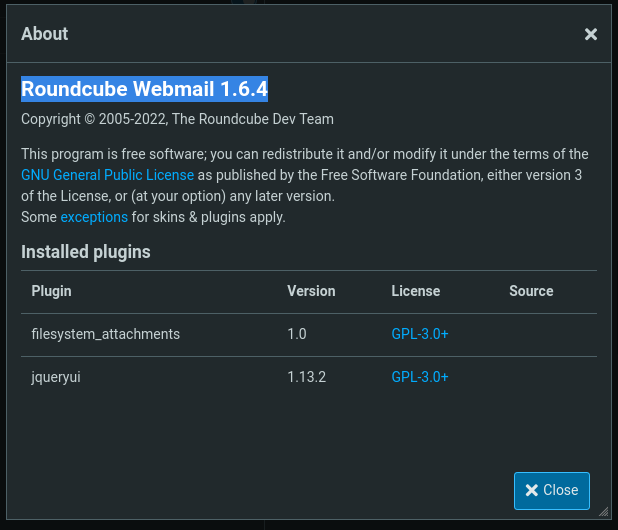 About
Roundcube Webmail 1.6.4
Copyright © 2005-2022, The Roundcube Dev Team
This program is free software; you can redistribute it and/or modify it under the terms of the
GNU General Public License as published by the Free Software Foundation, either version 3
of the License, or (at your option) any later version.
Some exceptions for skins & plugins apply.
Installed plugins
Plugin Version License Source
filesystem_attachments 1.0 GPL-3.0+
jqueryui 1.13.2 GPL-3.0+
Close